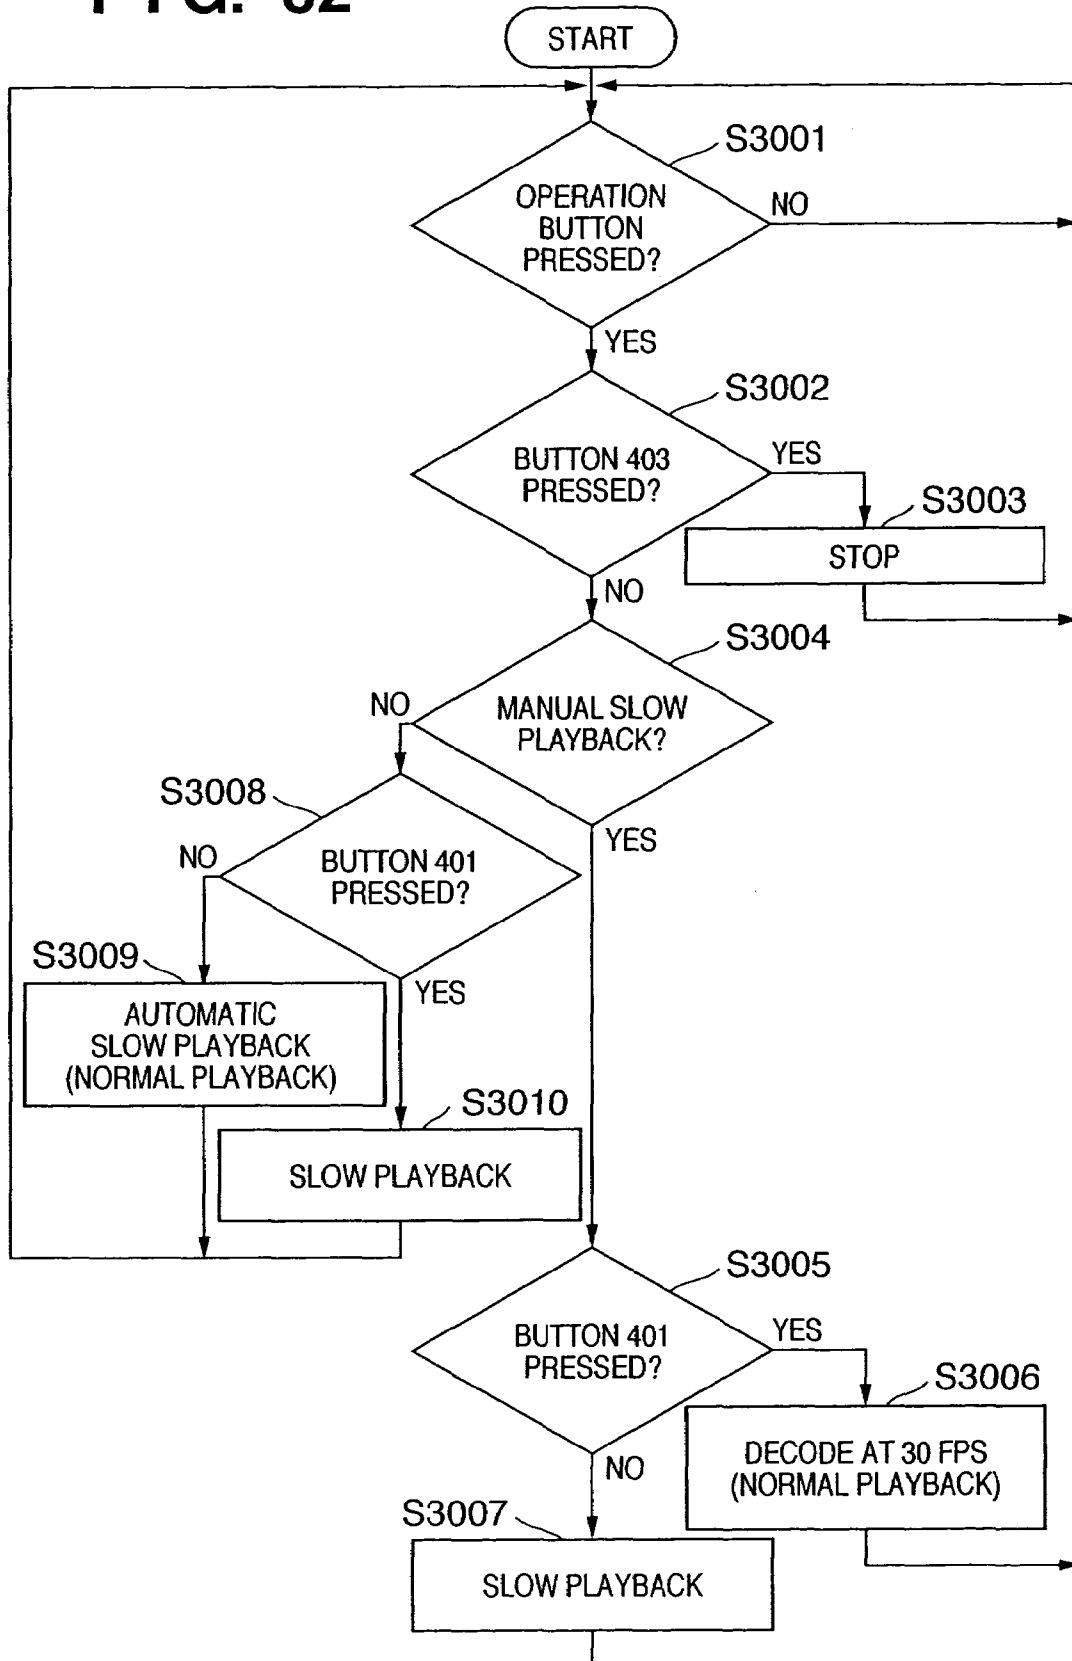 START
S3001
OPERATION
BUTTON
PRESSED?
NO
YES
S3002
BUTTON 403
PRESSED?
YES
S3003
STOP
NO
S3004
MANUAL SLOW
PLAYBACK?
NO
YES
S3008
BUTTON 401
PRESSED?
NO
YES
S3009
AUTOMATIC
SLOW PLAYBACK
(NORMAL PLAYBACK)
S3010
SLOW PLAYBACK
S3005
BUTTON 401
PRESSED?
YES
S3006
DECODE AT 30 FPS
(NORMAL PLAYBACK)
NO
S3007
SLOW PLAYBACK